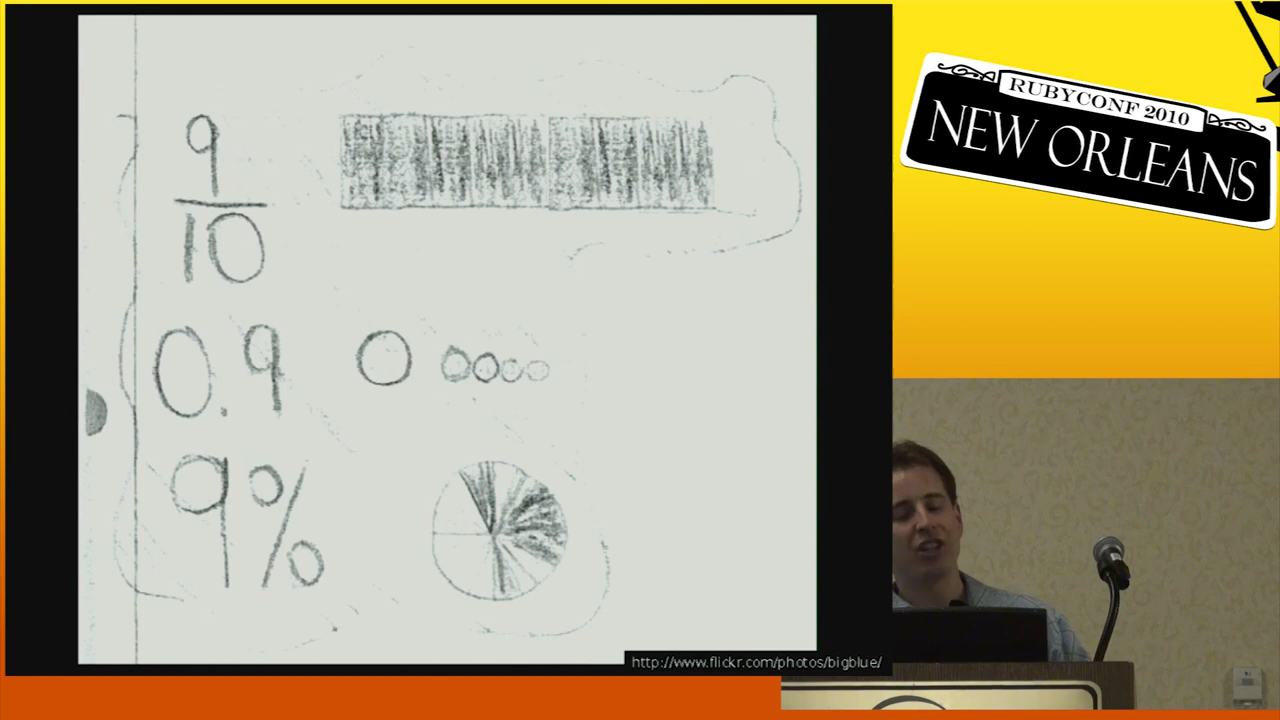 9
10
0.9
9%
http://www.flickr.com/photos/bigblue/
RUBYCONF 2010
NEW ORLEANS